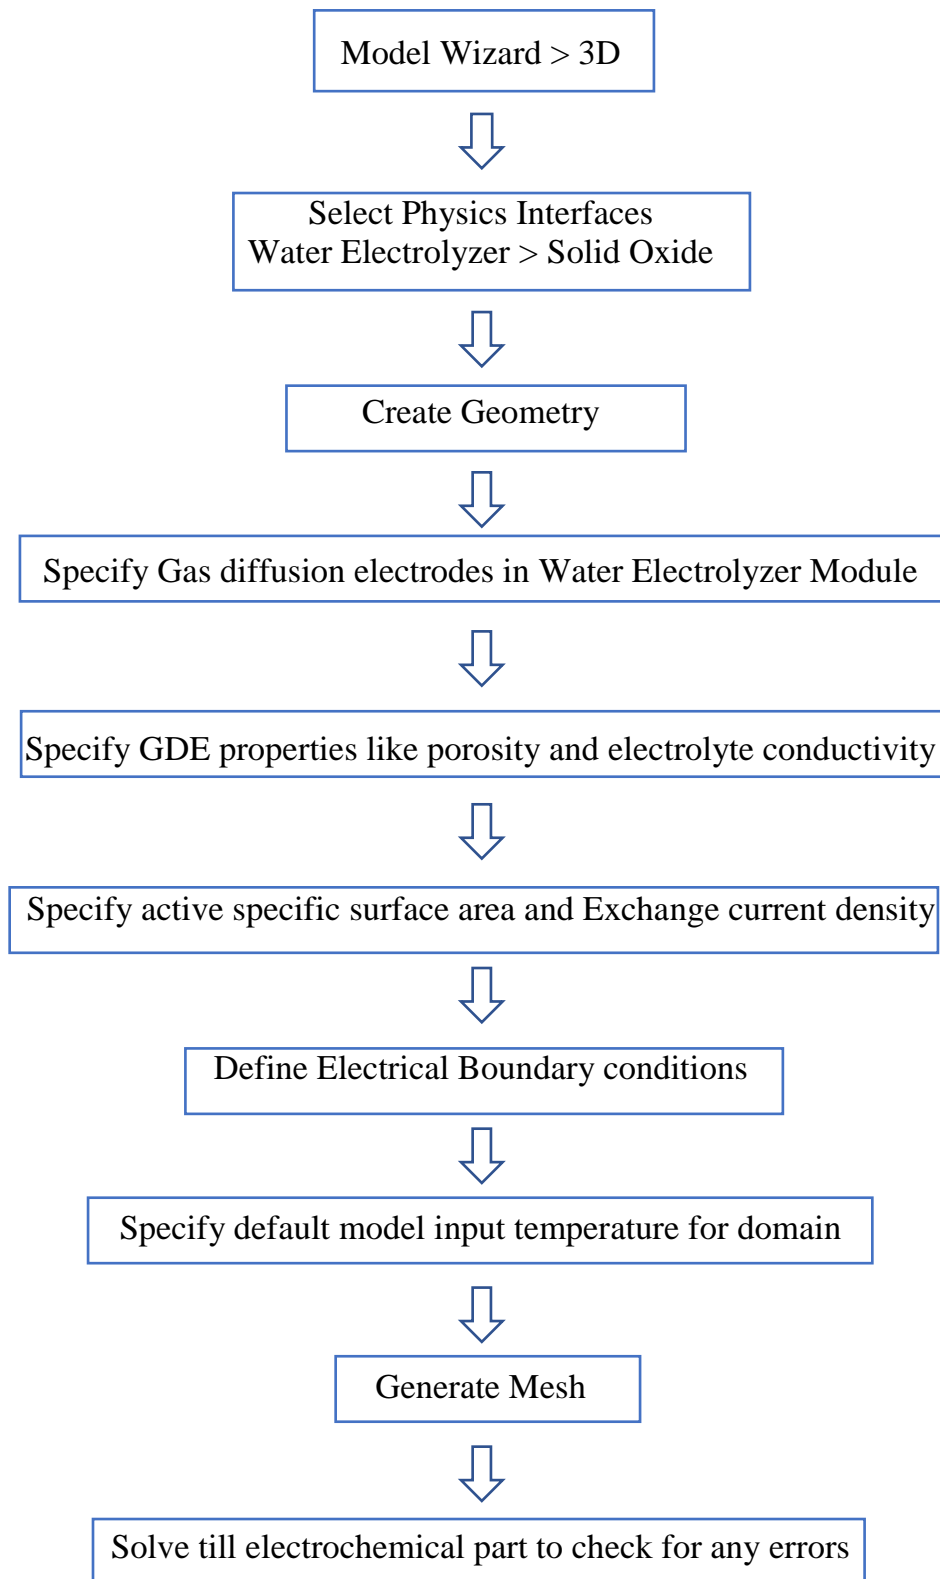 Model Wizard > 3D
Select Physics Interfaces
Water Electrolyzer > Solid Oxide
Create Geometry
Specify Gas diffusion electrodes in Water Electrolyzer Module
Specify GDE properties like porosity and electrolyte conductivity
Specify active specific surface area and Exchange current density
Define Electrical Boundary conditions
Specify default model input temperature for domain
Generate Mesh
Solve till electrochemical part to check for any errors